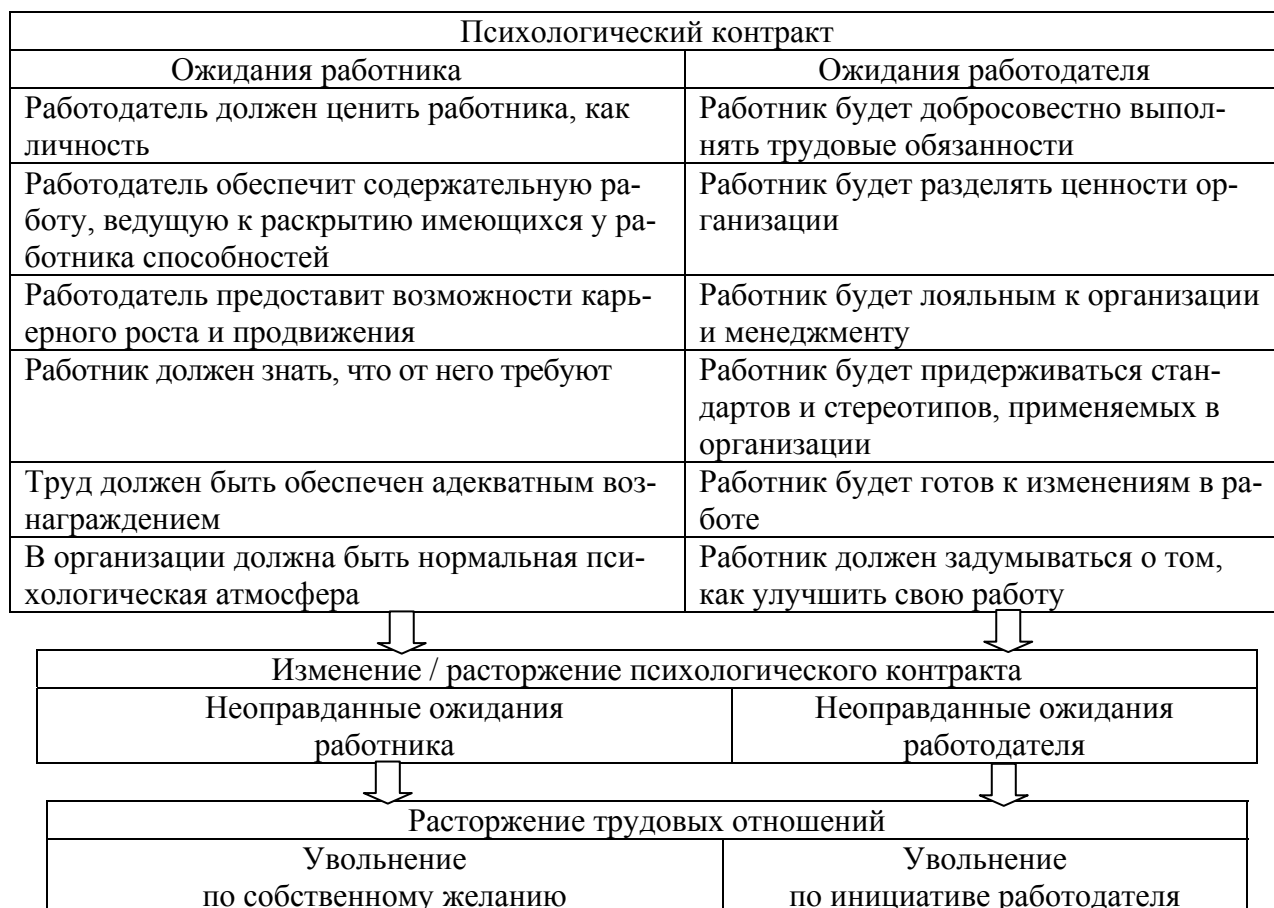 Психологический контракт
Ожидания работника
Ожидания работодателя
Работодатель должен ценить работника, как
личность
Работник будет добросовестно выпол-
нять трудовые обязанности
Работодатель обеспечит содержательную ра-
боту, ведущую к раскрытию имеющихся у ра-
ботника способностей
Работник будет разделять ценности ор-
ганизации
Работодатель предоставит возможности карь-
ерного роста и продвижения
Работник будет лояльным к организации
и менеджменту
Работник должен знать, что от него требуют
Работник будет придерживаться стан-
дартов и стереотипов, применяемых в
организации
Труд должен быть обеспечен адекватным воз-
награждением
Работник будет готов к изменениям в ра-
боте
В организации должна быть нормальная пси-
хологическая атмосфера
Работник должен задумываться о том,
как улучшить свою работу
Изменение / расторжение психологического контракта
Неоправданные ожидания
работника
Неоправданные ожидания
работодателя
Расторжение трудовых отношений
Увольнение
по собственному желанию
Увольнение
по инициативе работодателя